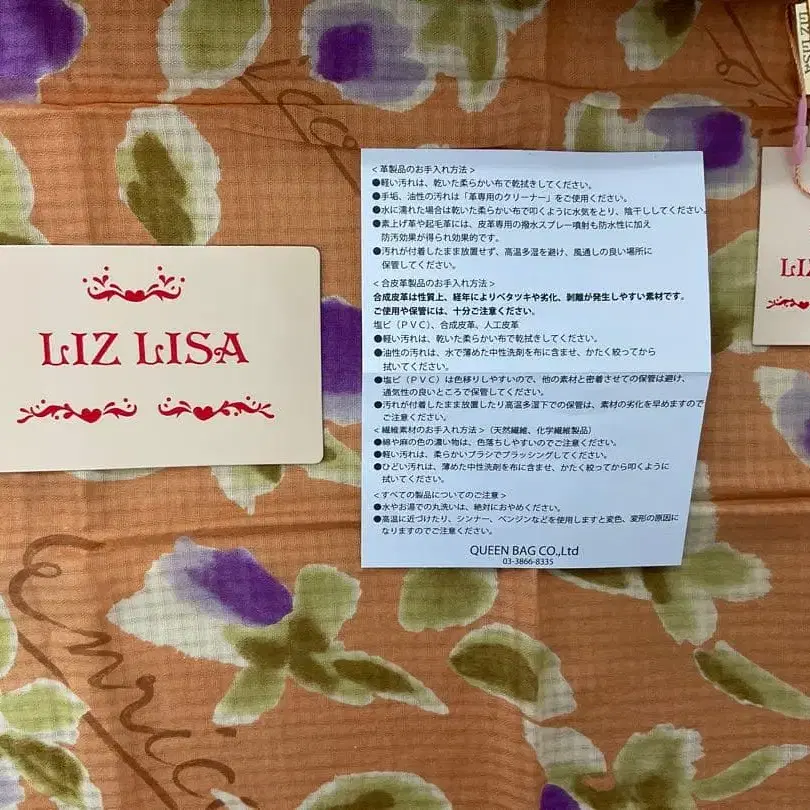 LIZ LISA
LIZ LISA
<革製品のお手入れ方法>
●軽い汚れは、乾いた柔らかい布で乾拭きしてください。
●手垢、油性の汚れは「革専用のクリーナー」をご使用ください。
●水に濡れた場合は乾いた柔らかい布で叩くように水気をとり、陰干ししてください。
●素上げ革や起毛革には、皮革専用の撥水スプレー噴射も防水性に加え
防汚効果が得られ効果的です。
●汚れが付着したまま放置せず、高温多湿を避け、風通しの良い場所に
保管してください。
<合皮革製品のお手入れ方法>
合成皮革は性質上、経年によりベタツキや劣化、剥離が発生しやすい素材です。
ご使用や保管には、十分ご注意ください。
塩ビ(PVC)、合成皮革、人工皮革
●軽い汚れは、乾いた柔らかい布で乾拭きしてください。
●油性の汚れは、水で薄めた中性洗剤を布に含ませ、かたく絞ってから
拭いてください。
●塩ビ(PVC)は色移りしやすいので、他の素材と密着させての保管は避け、
通気性の良いところで保管してください。
●汚れが付着したまま放置したり高温多湿下での保管は、素材の劣化を早めますので
ご注意ください。
<繊維素材のお手入れ方法>(天然繊維、化学繊維製品)
●綿や麻の色の濃い物は、色落ちしやすいのでご注意ください。
●軽い汚れは、柔らかいブラシでブラッシングしてください。
●ひどい汚れは、薄めた中性洗剤を布に含ませ、かたく絞ってから叩くように
拭いてください。
<すべての製品についてのご注意>
●水やお湯での丸洗いは、絶対におやめください。
●高温に近づけたり、シンナー、ベンジンなどを使用しますと変色、変形の原因に
なりますのでご注意ください。
QUEEN BAG CO.,Ltd
03-3866-8335
LIZ